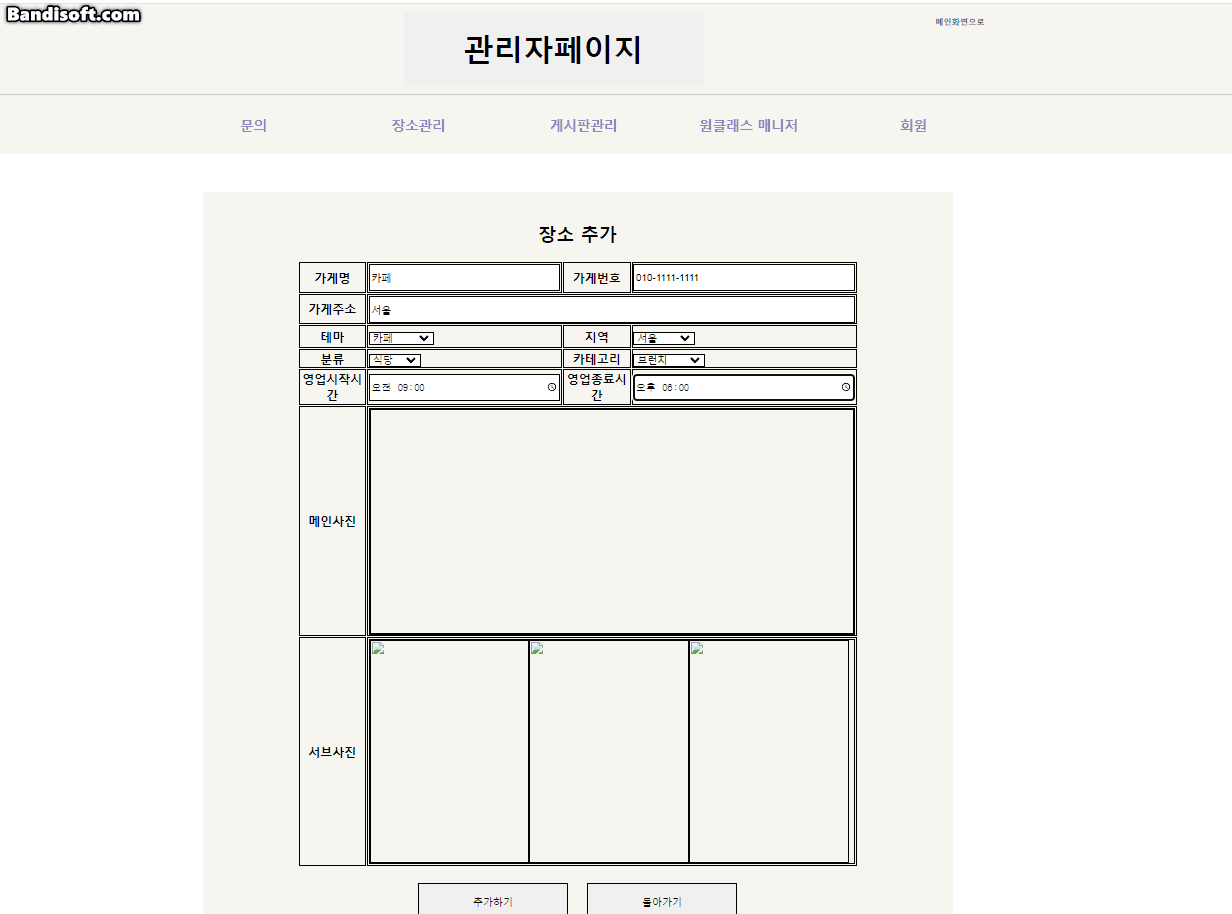 Bandisoft.com
메인화면으로
관리자페이지
문의 장소관리 게시판관리 원클래스 매니저 회원
장소 추가
가게명 카페 가게번호 010-1111-1111
가게주소 서울
테마 카페 지역 서울
분류 식당 카테고리 브런치
영업시작시간 오전 09:00 영업종료시간 오후 06:00
메인사진
서브사진
추가하기 돌아가기